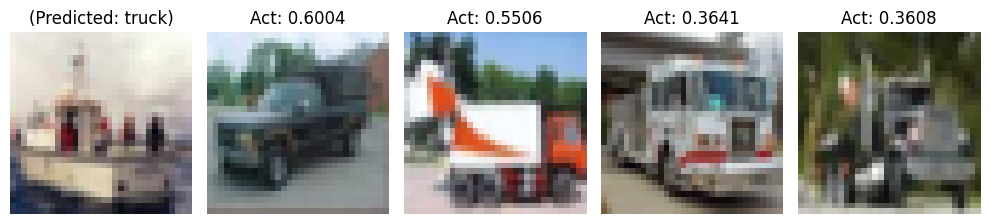 (Predicted: truck)
Act: 0.6004
Act: 0.5506
Act: 0.3641
Act: 0.3608